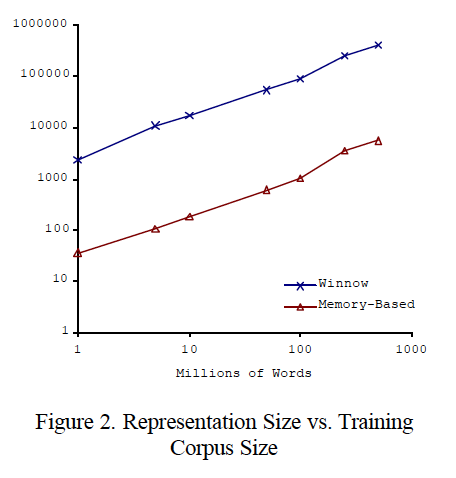 1000000
100000
10000
1000
100
10
1
1 10 100 1000
Millions of Words
Winnow
Memory-Based
Figure 2. Representation Size vs. Training
Corpus Size